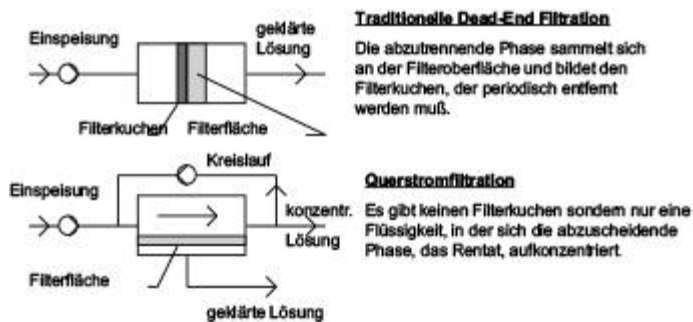 Einspeisung
geklärte
Lösung
Filterkuchen
Filterfläche
Traditionelle Dead-End Filtration
Die abzutrennende Phase sammelt sich
an der Filteroberfläche und bildet den
Filterkuchen, der periodisch entfernt
werden muß.
Kreislauf
Einspeisung
konzentr.
Lösung
Filterfläche
geklärte Lösung
Querstromfiltration
Es gibt keinen Filterkuchen sondern nur eine
Flüssigkeit, in der sich die abzuscheidende
Phase, das Rentat, aufkonzentriert.